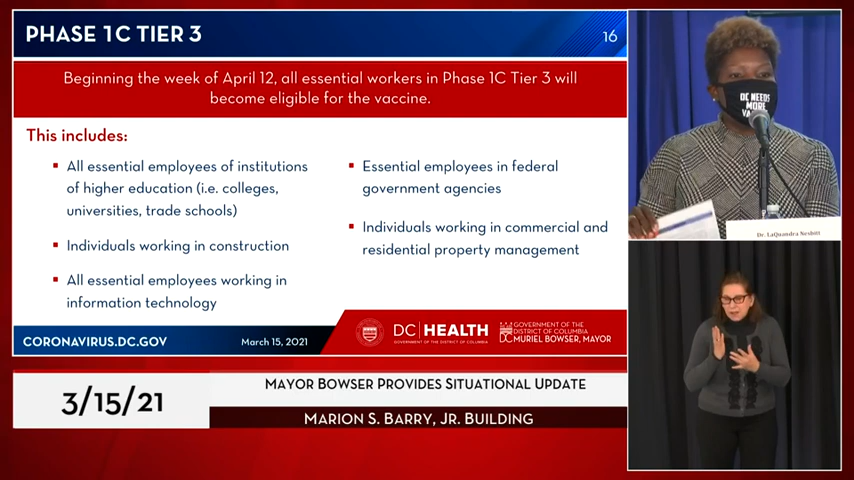 PHASE 1C TIER 3
16
Beginning the week of April 12, all essential workers in Phase 1C Tier 3 will
become eligible for the vaccine.
This includes:
All essential employees of institutions
of higher education (i.e. colleges,
universities, trade schools)
Individuals working in construction
All essential employees working in
information technology
Essential employees in federal
government agencies
Individuals working in commercial and
residential property management
CORONAVIRUS.DC.GOV
March 15, 2021
DC HEALTH
GOVERNMENT OF THE DISTRICT OF COLUMBIA
GOVERNMENT OF THE
DISTRICT OF COLUMBIA
DC MURIEL BOWSER, MAYOR
DC NEEDS
MORE
Dr. LaQuandra Nesbitt
3/15/21
MAYOR BOWSER PROVIDES SITUATIONAL UPDATE
MARION S. BARRY, JR. BUILDING